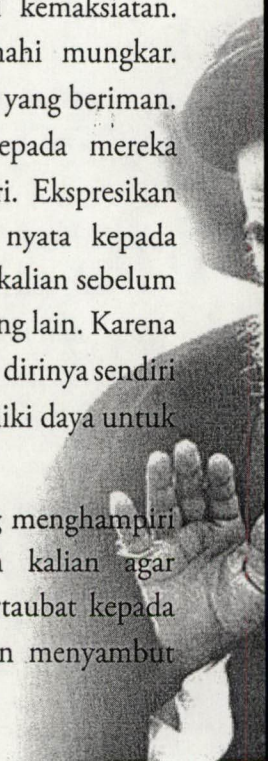 kemaksiatan.
nahi mungkar.
yang beriman.
epada mereka
ri. Ekspresikan
nyata kepada
kalian sebelum
ng lain. Karena
dirinya sendiri
iki daya untuk
g menghampiri
n kalian agar
rtaubat kepada
n menyambut